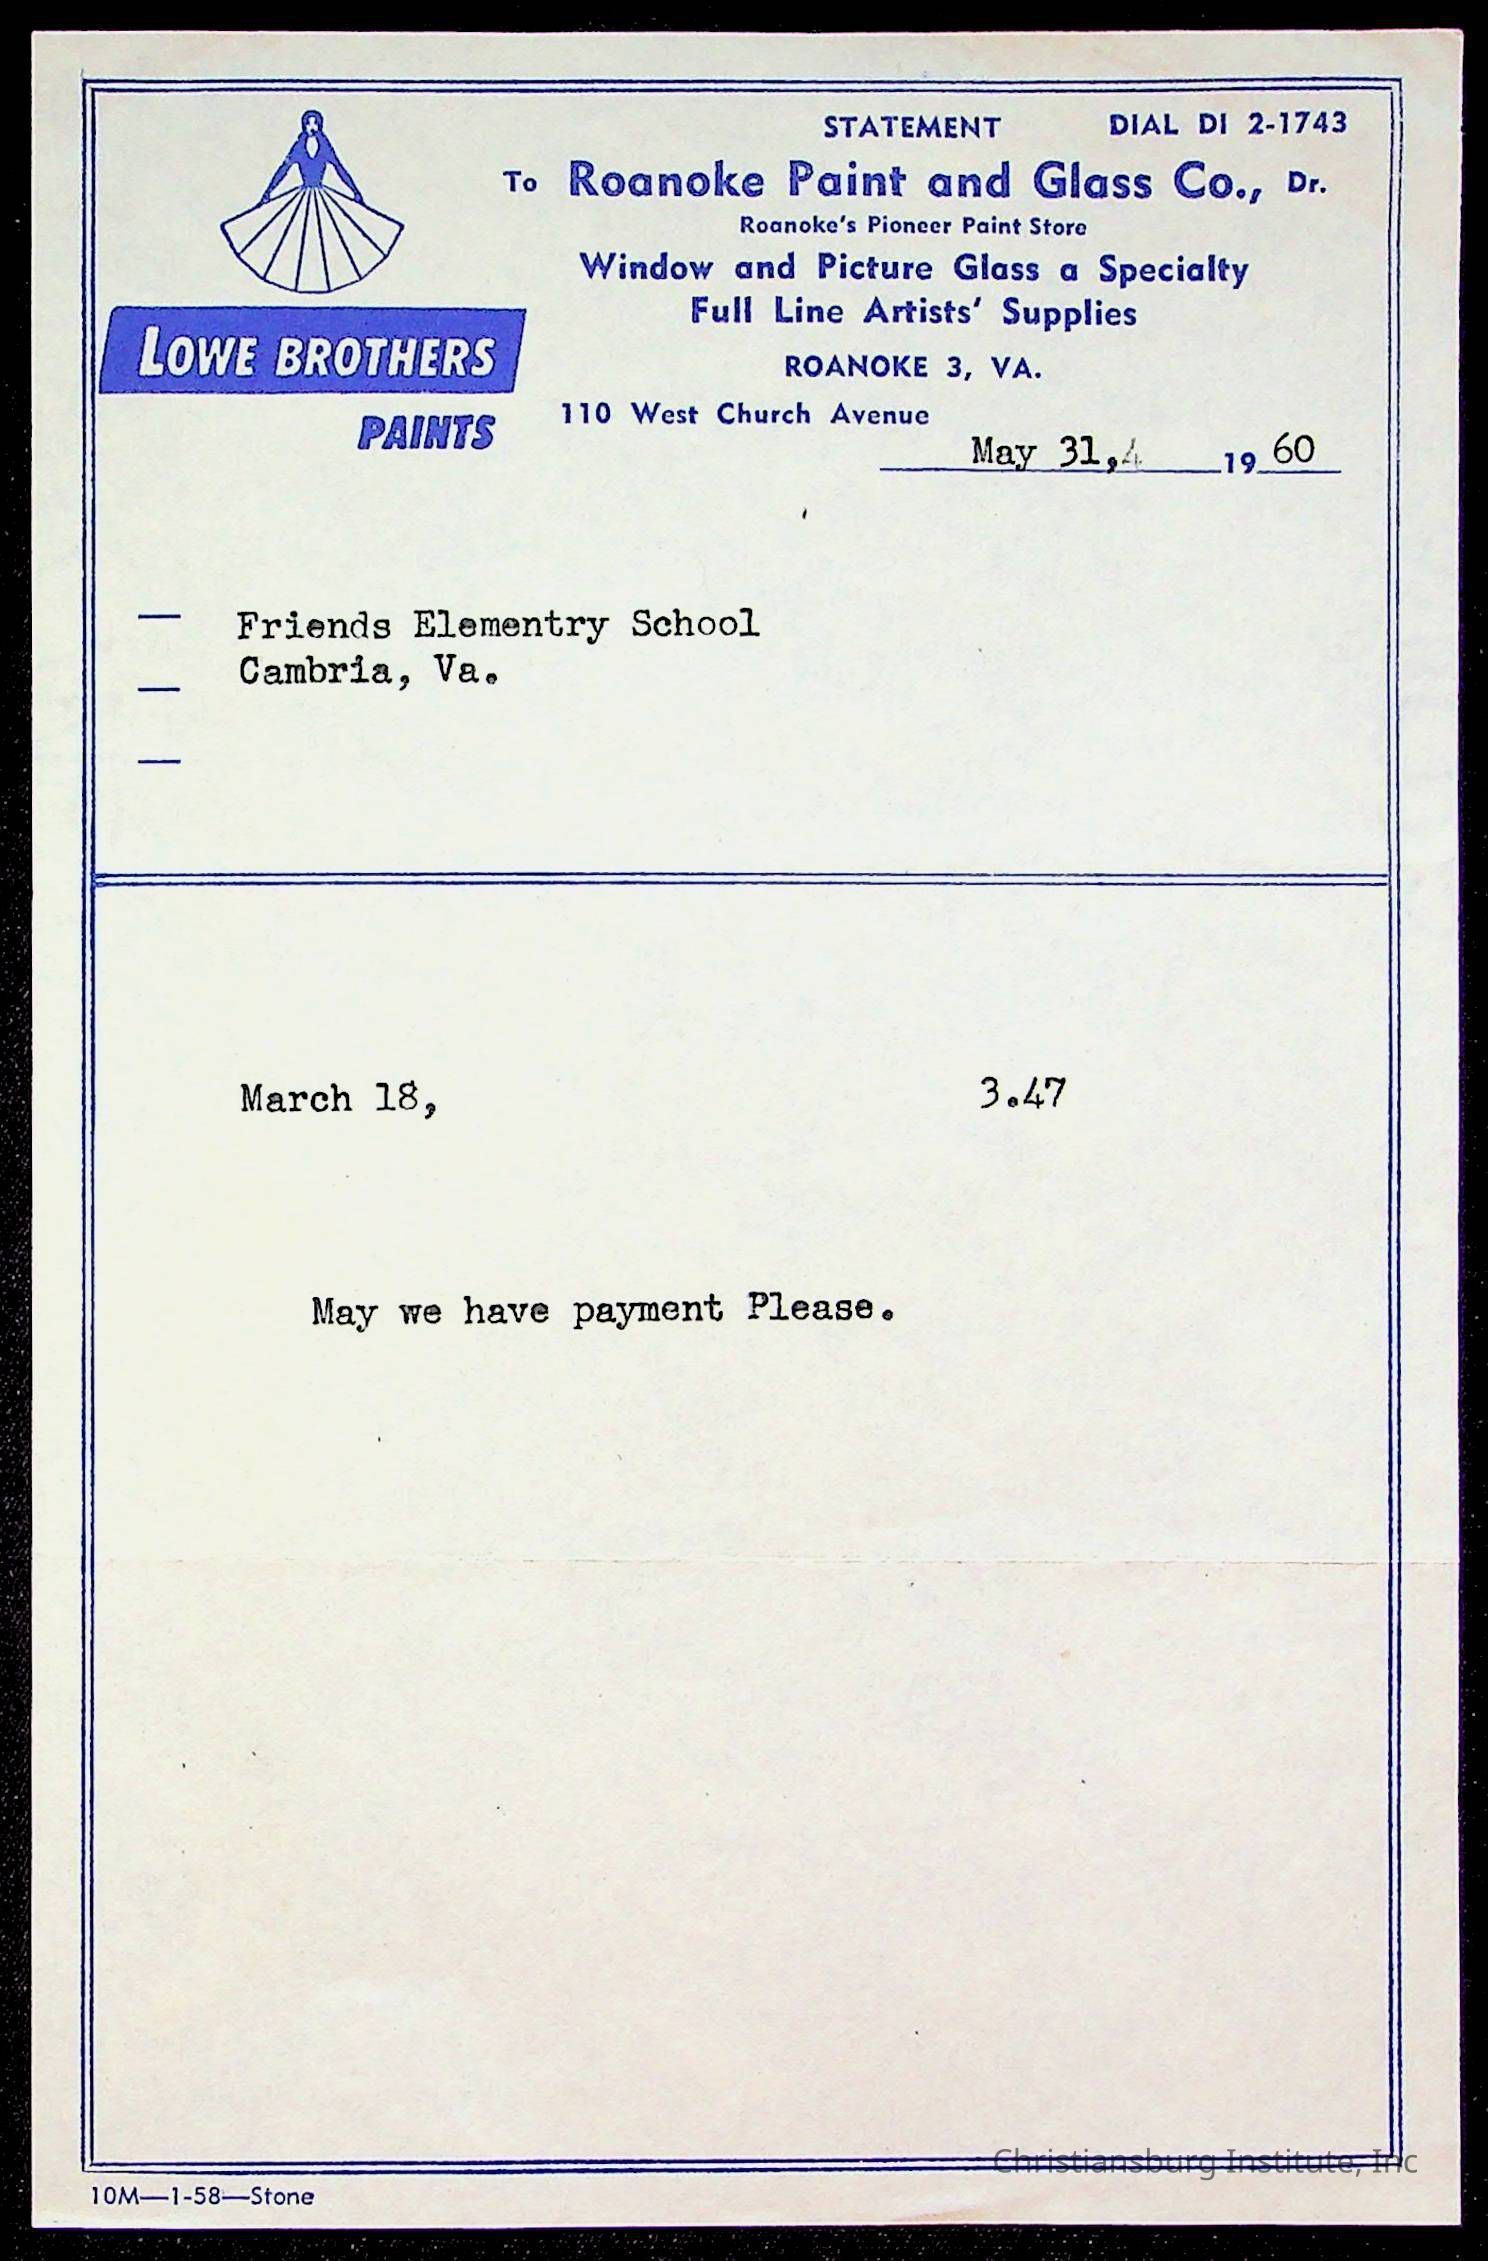 STATEMENT DIAL DI 2-1743
To Roanoke Paint and Glass Co., Dr.
Roanoke's Pioneer Paint Store
Window and Picture Glass a Specialty
Full Line Artists' Supplies
LOWE BROTHERS
PAINTS
ROANOKE 3, VA.
110 West Church Avenue
May 31, 19 60
Friends Elementry School
Cambria, Va.
March 18, 3.47
May we have payment Please.
Christiansburg Institute, Inc
10M—1-58—Stone